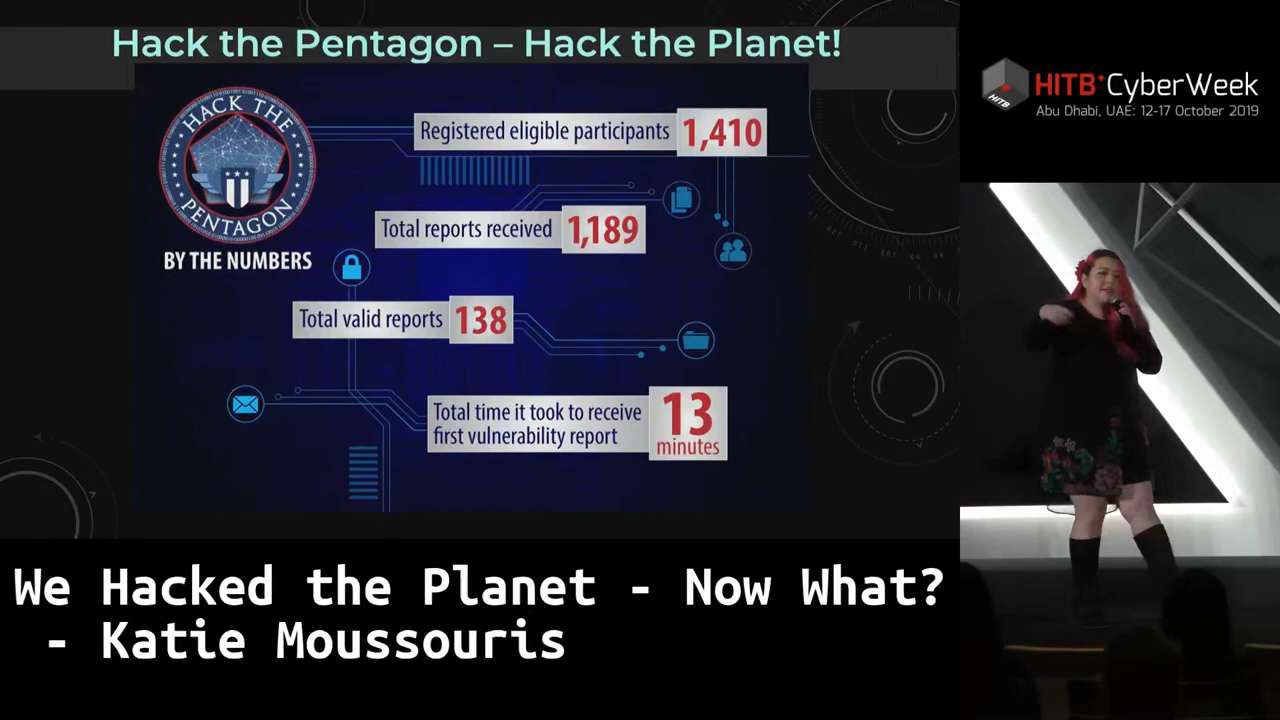 Hack the Pentagon – Hack the Planet!
HACK THE
PENTAGON
BY THE NUMBERS
Registered eligible participants 1,410
Total reports received 1,189
Total valid reports 138
Total time it took to receive
first vulnerability report
13
minutes
HITB+CyberWeek
HITB
Abu Dhabi, UAE: 12-17 October 2019
We Hacked the Planet - Now What?
- Katie Moussouris